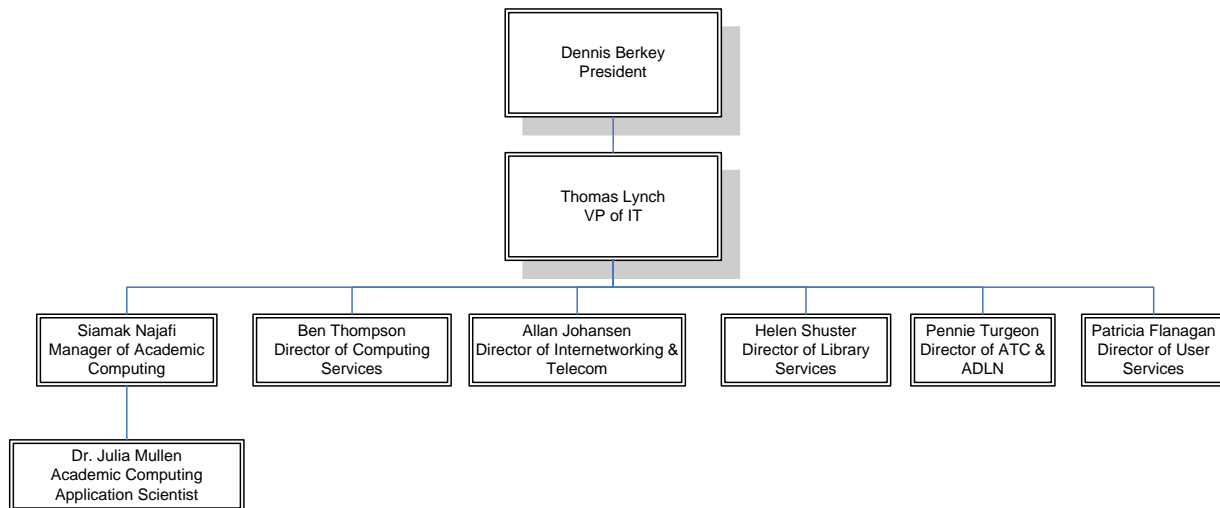 Dennis Berkey
President
Thomas Lynch
VP of IT
Siamak Najafi
Manager of Academic
Computing
Ben Thompson
Director of Computing
Services
Allan Johansen
Director of Internetworking &
Telecom
Helen Shuster
Director of Library
Services
Pennie Turgeon
Director of ATC &
ADLN
Patricia Flanagan
Director of User
Services
Dr. Julia Mullen
Academic Computing
Application Scientist